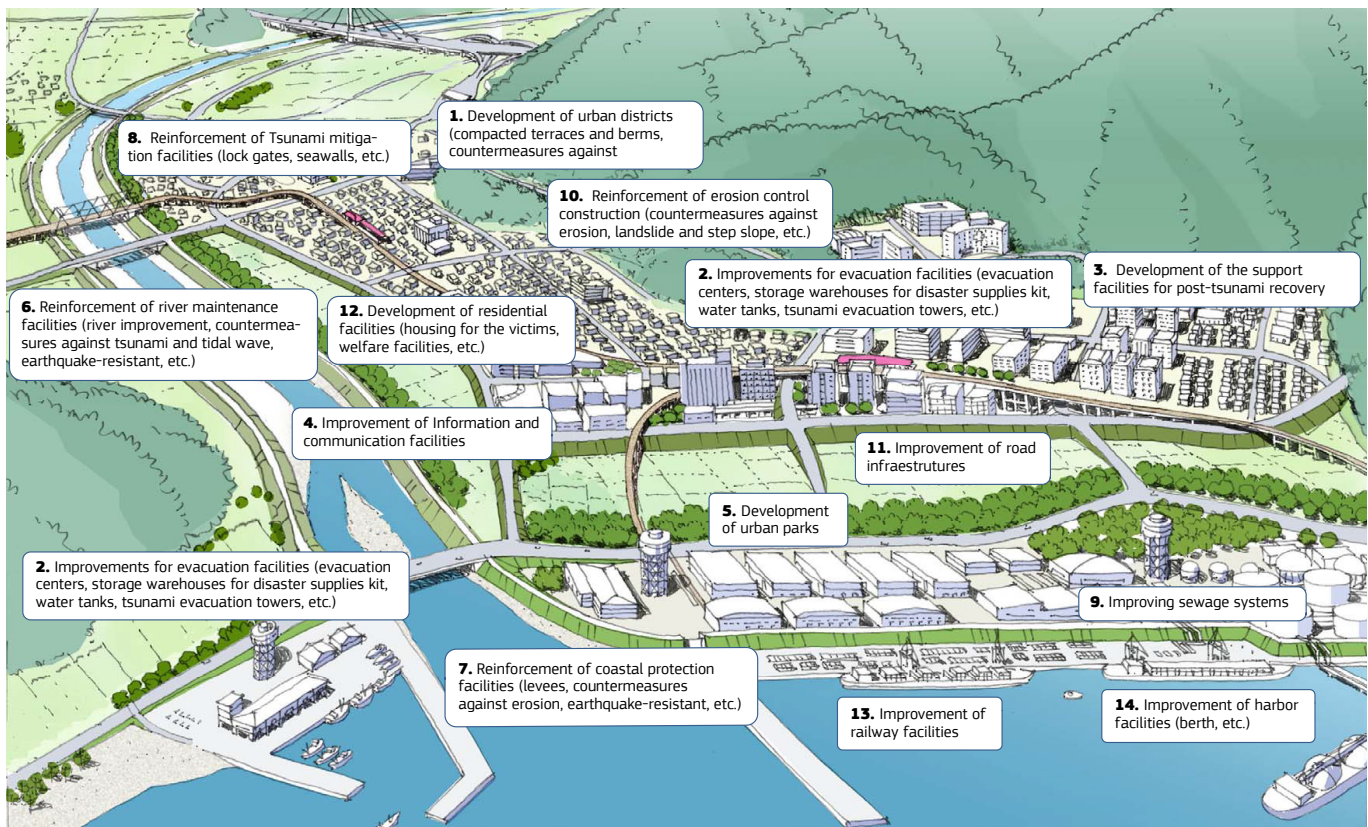 1. Development of urban districts
(compacted terraces and berms,
countermeasures against
8. Reinforcement of Tsunami mitiga-
tion facilities (lock gates, seawalls, etc.)
10. Reinforcement of erosion control
construction (countermeasures against
erosion, landslide and step slope, etc.)
2. Improvements for evacuation facilities (evacuation
centers, storage warehouses for disaster supplies kit,
water tanks, tsunami evacuation towers, etc.)
3. Development of the support
facilities for post-tsunami recovery
6. Reinforcement of river maintenance
facilities (river improvement, countermea-
sures against tsunami and tidal wave,
earthquake-resistant, etc.)
12. Development of residential
facilities (housing for the victims,
welfare facilities, etc.)
4. Improvement of Information and
communication facilities
11. Improvement of road
infraestrutures
5. Development
of urban parks
2. Improvements for evacuation facilities (evacuation
centers, storage warehouses for disaster supplies kit,
water tanks, tsunami evacuation towers, etc.)
9. Improving sewage systems
7. Reinforcement of coastal protection
facilities (levees, countermeasures
against erosion, earthquake-resistant, etc.)
13. Improvement of
railway facilities
14. Improvement of harbor
facilities (berth, etc.)